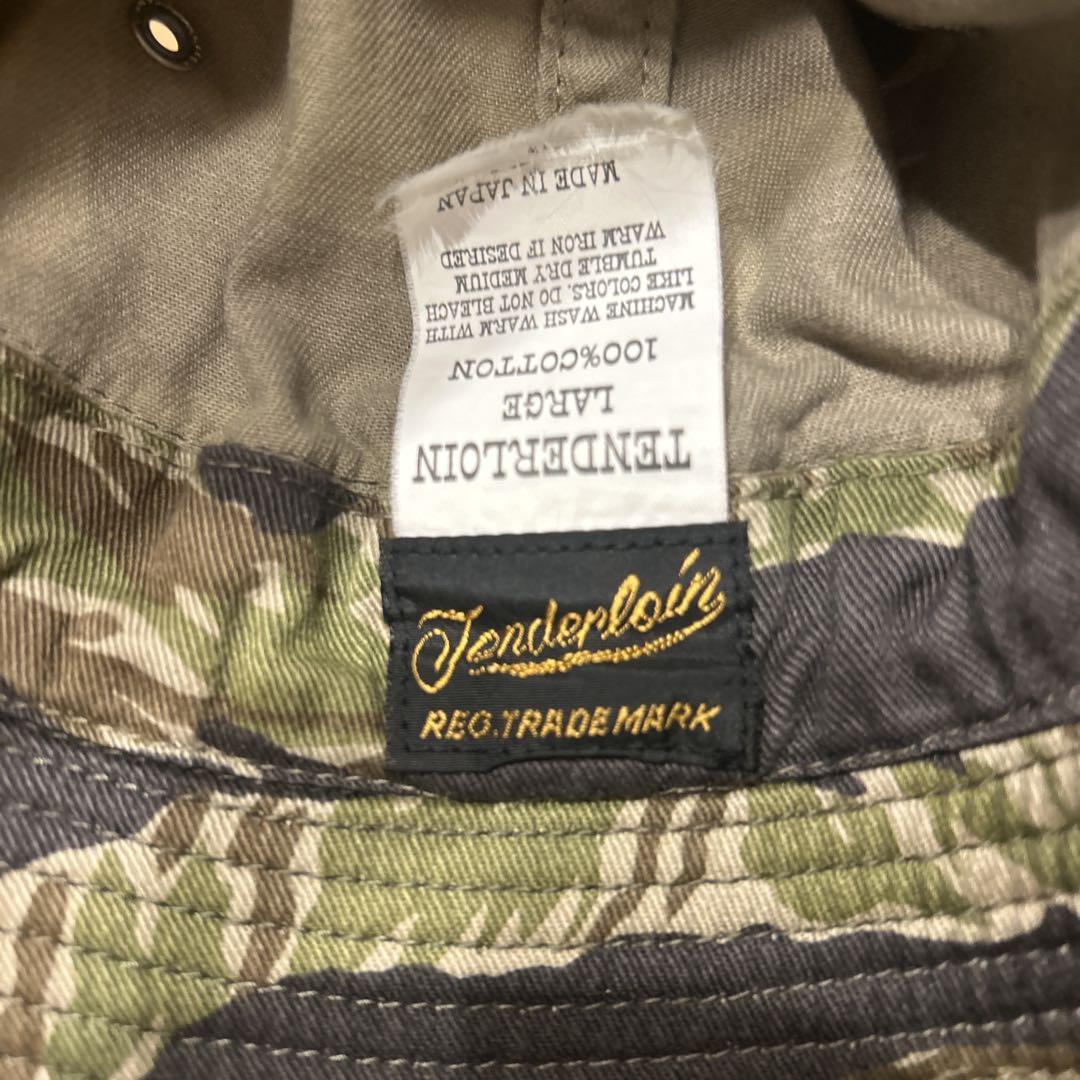 TENDERLOIN
LARGE
100%COTTON
MACHINE WASH WARM WITH
LIKE COLORS. DO NOT BLEACH
TUMBLE DRY MEDIUM
WARM IRON IF DESIRED
MADE IN JAPAN
Tenderloin
REG.TRADEMARK